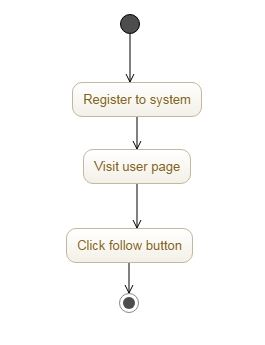 Register to system
Visit user page
Click follow button